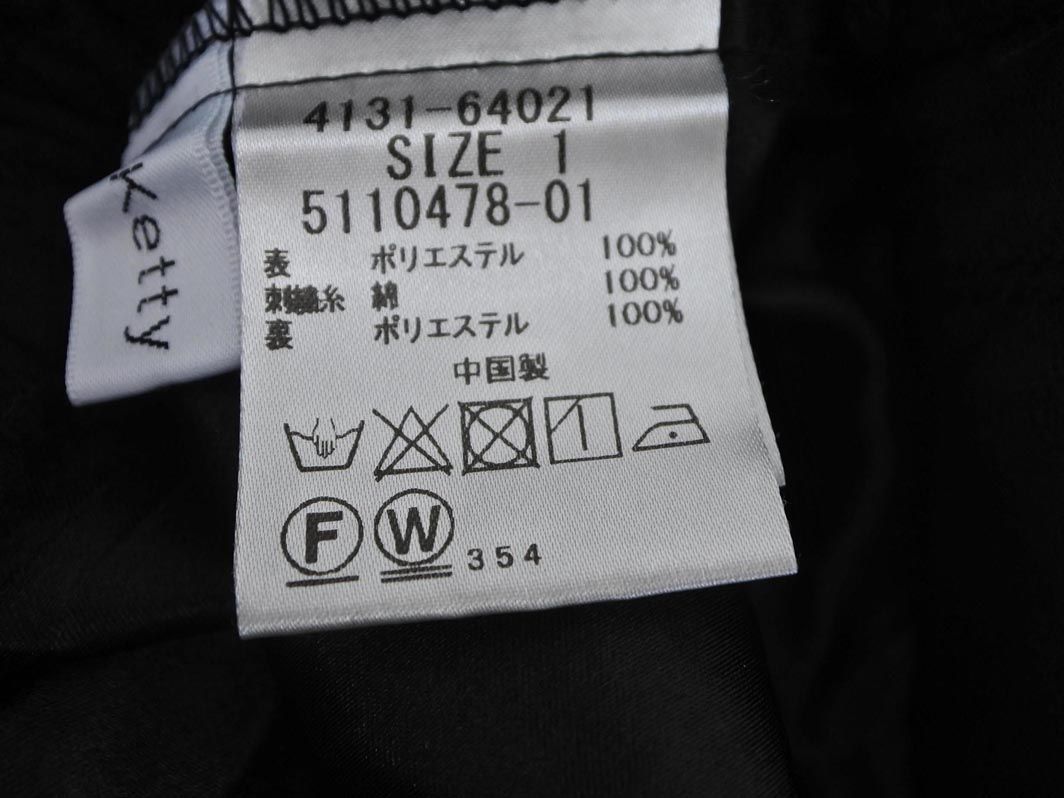 ketty
4131-64021
SIZE 1
5110478-01
表 ポリエステル 100%
刺繍糸 綿 100%
裏 ポリエステル 100%
中国製
1
F W 354